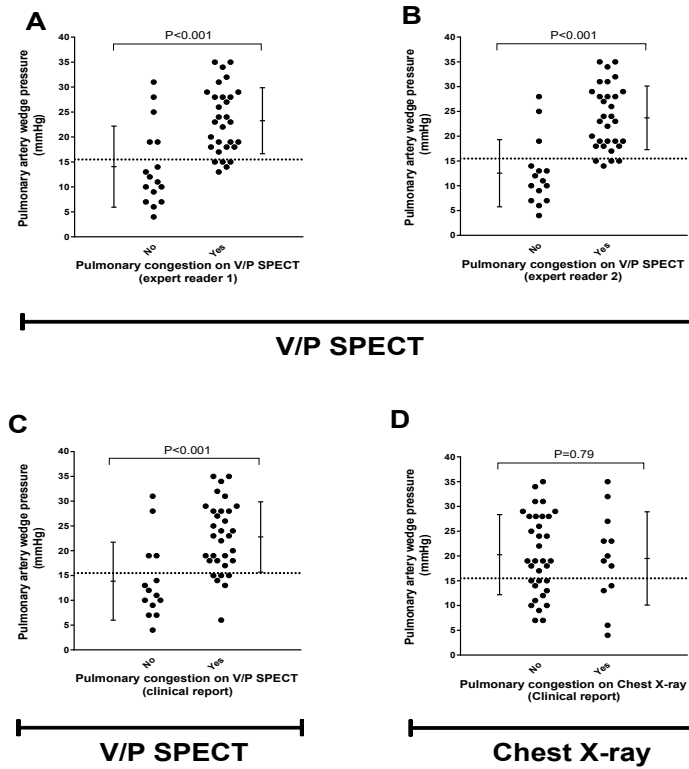 A
P<0.001
Pulmonary artery wedge pressure
(mmHg)
40
35
30
25
20
15
10
5
0
No
Yes
Pulmonary congestion on V/P SPECT
(expert reader 1)
B
P<0.001
Pulmonary artery wedge pressure
(mmHg)
40
35
30
25
20
15
10
5
0
No
Yes
Pulmonary congestion on V/P SPECT
(expert reader 2)
V/P SPECT
C
P<0.001
Pulmonary artery wedge pressure
(mmHg)
40
35
30
25
20
15
10
5
0
No
Yes
Pulmonary congestion on V/P SPECT
(clinical report)
V/P SPECT
D
P=0.79
Pulmonary artery wedge pressure
(mmHg)
40
35
30
25
20
15
10
5
0
No
Yes
Pulmonary congestion on Chest X-ray
(Clinical report)
Chest X-ray